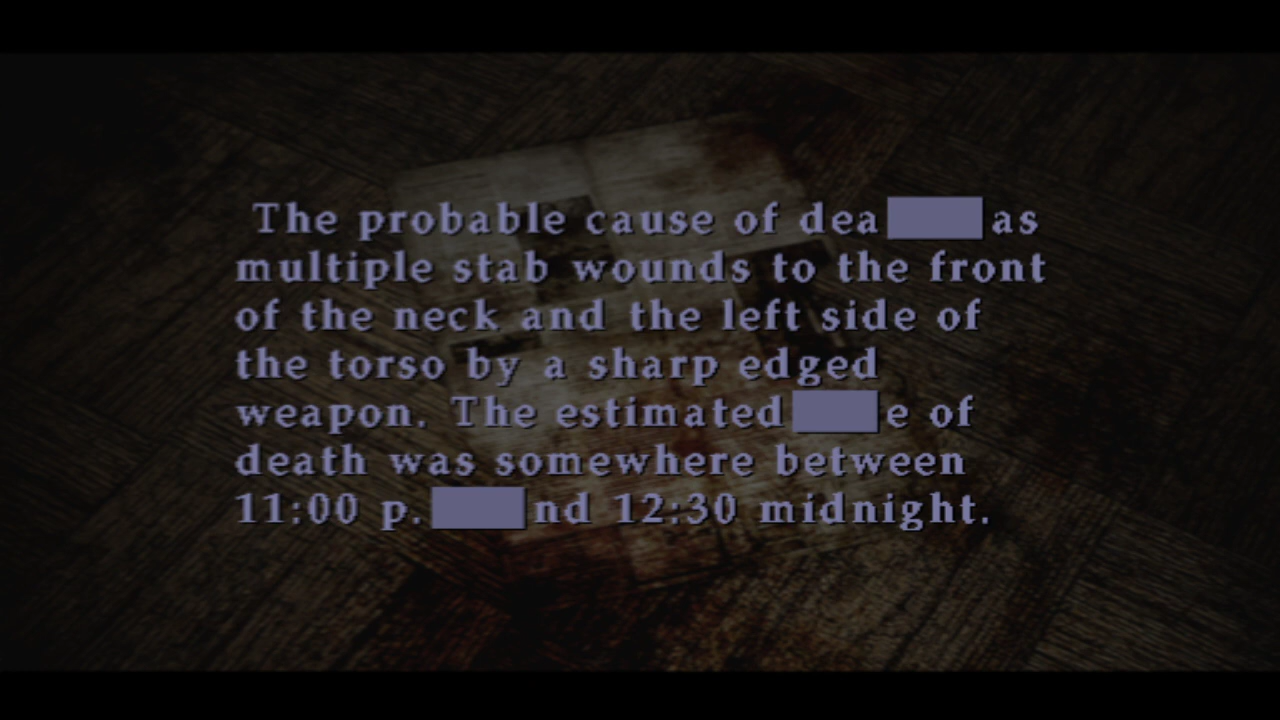 The probable cause of dea as
multiple stab wounds to the front
of the neck and the left side of
the torso by a sharp edged
weapon. The estimated e of
death was somewhere between
11:00 p. nd 12:30 midnight.